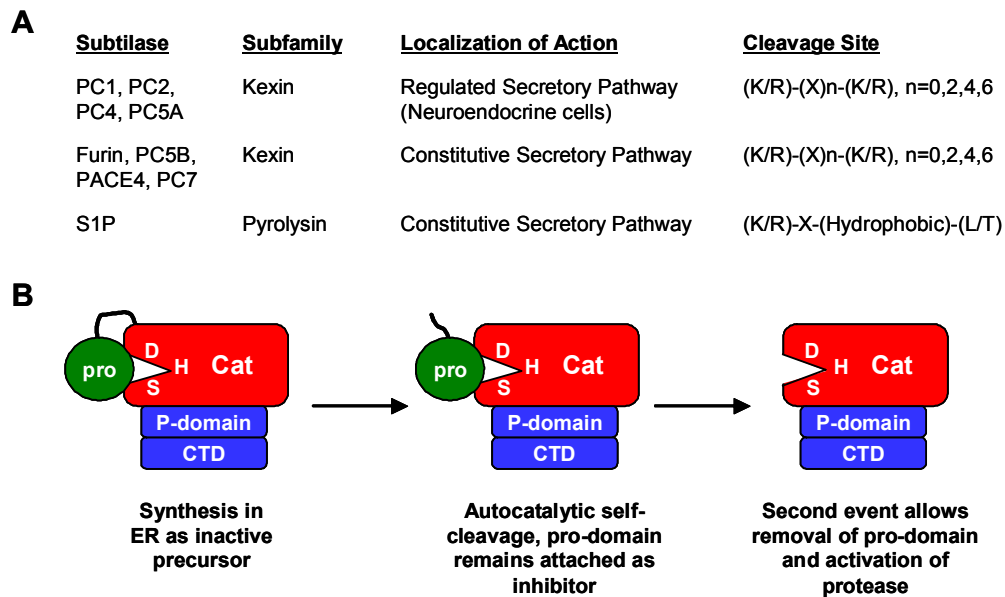 A
Subtilase Subfamily Localization of Action Cleavage Site
PC1, PC2, Kexin Regulated Secretory Pathway (K/R)-(X)n-(K/R), n=0,2,4,6
PC4, PC5A (Neuroendocrine cells)
Furin, PC5B, Kexin Constitutive Secretory Pathway (K/R)-(X)n-(K/R), n=0,2,4,6
PACE4, PC7
S1P Pyrolysin Constitutive Secretory Pathway (K/R)-X-(Hydrophobic)-(L/T)
B
pro D H S Cat
P-domain
CTD
Synthesis in
ER as inactive
precursor
pro D H S Cat
P-domain
CTD
Autocatalytic self-
cleavage, pro-domain
remains attached as
inhibitor
D H S Cat
P-domain
CTD
Second event allows
removal of pro-domain
and activation of
protease